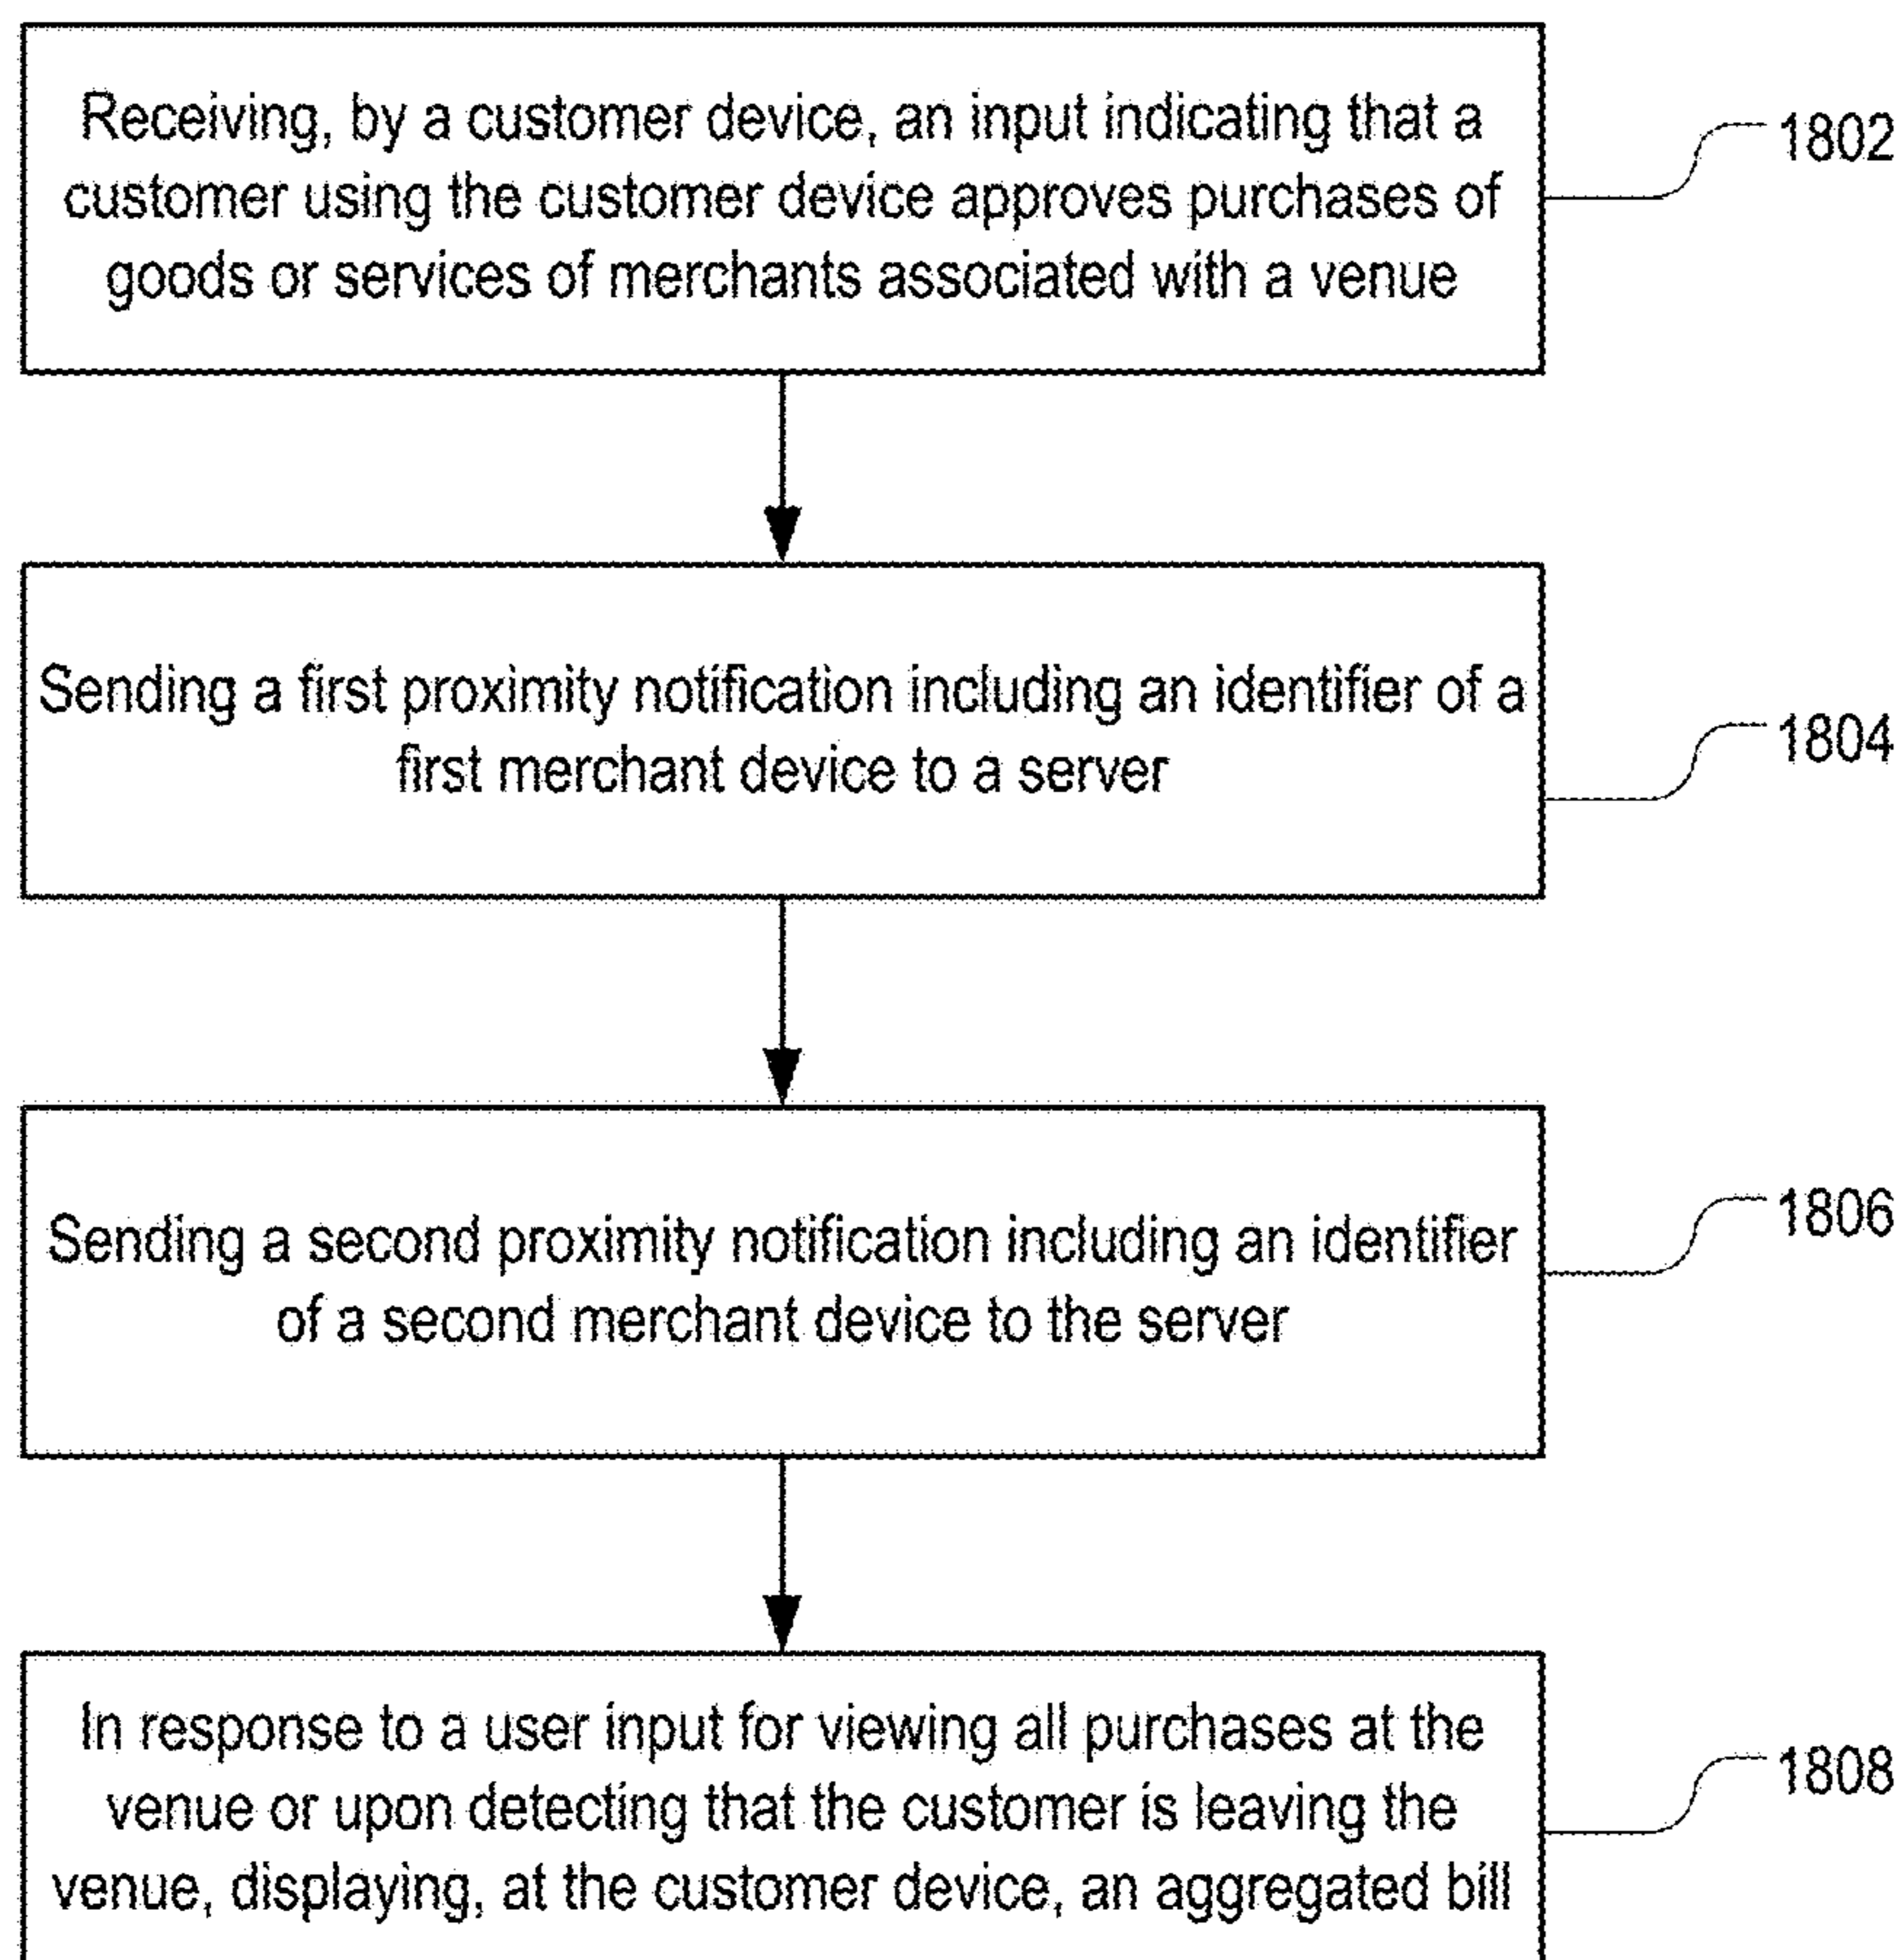 Receiving, by a customer device, an input indicating that a
customer using the customer device approves purchases of
goods or services of merchants associated with a venue
1802
Sending a first proximity notification including an identifier of a
first merchant device to a server
1804
Sending a second proximity notification including an identifier
of a second merchant device to the server
1806
In response to a user input for viewing all purchases at the
venue or upon detecting that the customer is leaving the
venue, displaying, at the customer device, an aggregated bill
1808